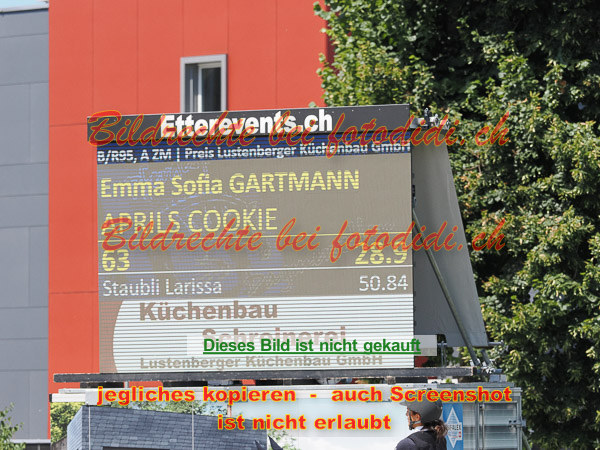 Etterevents.ch
Bildrechte bei fotodidi.ch
B/R95, A ZM | Preis Lustenberger Küchenbau GmbH
Emma Sofia GARTMANN
APRILS COOKIE
Bildrechte bei fotodidi.ch
63 28.9
Staubli Larissa 50.84
Küchenbau
Schreinerei
Dieses Bild ist nicht gekauft
Lustenberger Küchenbau GmbH
jegliches kopieren - auch Screenshot
ist nicht erlaubt